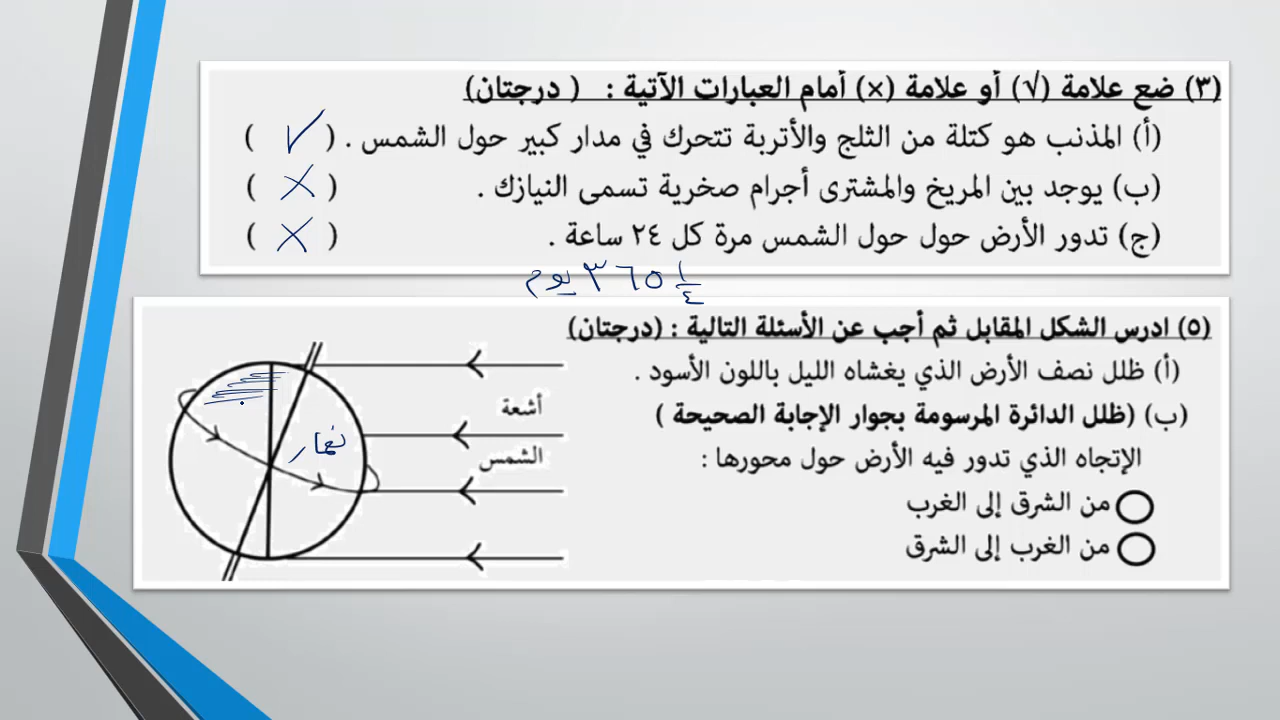 (٣) ضع علامة (√) أو علامة (×) أمام العبارات الآتية : ( درجتان)
(أ) المذنب هو كتلة من الثلج والأتربة تتحرك في مدار كبير حول الشمس . ( ✓ )
(ب) يوجد بين المريخ والمشترى أجرام صخرية تسمى النيازك . ( × )
(ج) تدور الأرض حول حول الشمس مرة كل ٢٤ ساعة . ( × )
٣٦٥ ١/٤ يوم
(٥) ادرس الشكل المقابل ثم أجب عن الأسئلة التالية : (درجتان)
(أ) ظلل نصف الأرض الذي يغشاه الليل باللون الأسود .
(ب) (ظلل الدائرة المرسومة بجوار الإجابة الصحيحة )
الإتجاه الذي تدور فيه الأرض حول محورها :
من الشرق إلى الغرب
من الغرب إلى الشرق
أشعة
الشمس
نهار